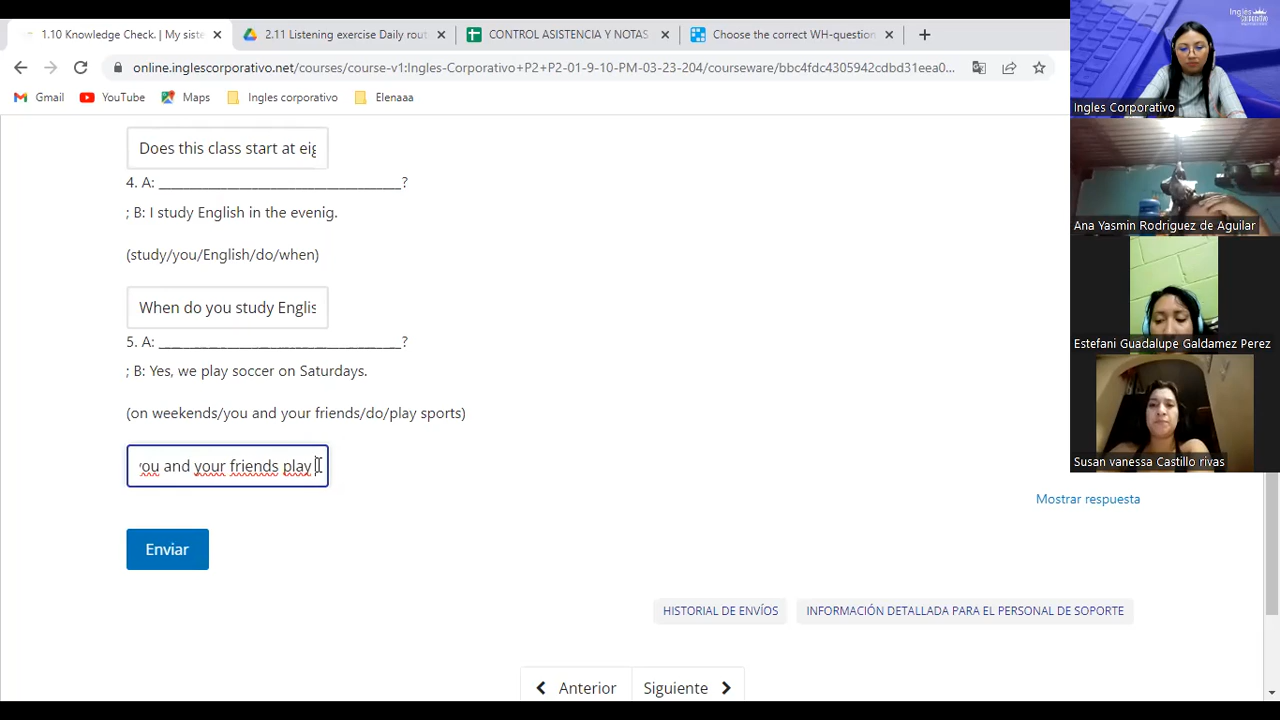 1.10 Knowledge Check. | My siste
2.11 Listening exercise Daily rout
CONTROL ASISTENCIA Y NOTAS
Choose the correct WH-question
online.inglescorporativo.net/courses/course-v1:Ingles-Corporativo+P2+P2-01-9-10-PM-03-23-204/courseware/bbc4fdc4305942cdbd31eea0...
Gmail
YouTube
Maps
Ingles corporativo
Elenaaa
Does this class start at eig
4. A: ___________________________________?
; B: I study English in the evenig.
(study/you/English/do/when)
When do you study Englis
5. A: ___________________________________?
; B: Yes, we play soccer on Saturdays.
(on weekends/you and your friends/do/play sports)
you and your friends play
Mostrar respuesta
Enviar
HISTORIAL DE ENVÍOS
INFORMACIÓN DETALLADA PARA EL PERSONAL DE SOPORTE
Anterior
Siguiente
Ingles
Corporativo
Ingles Corporativo
Ana Yasmin Rodríguez de Aguilar
Estefani Guadalupe Galdamez Perez
Susan vanessa Castillo rivas